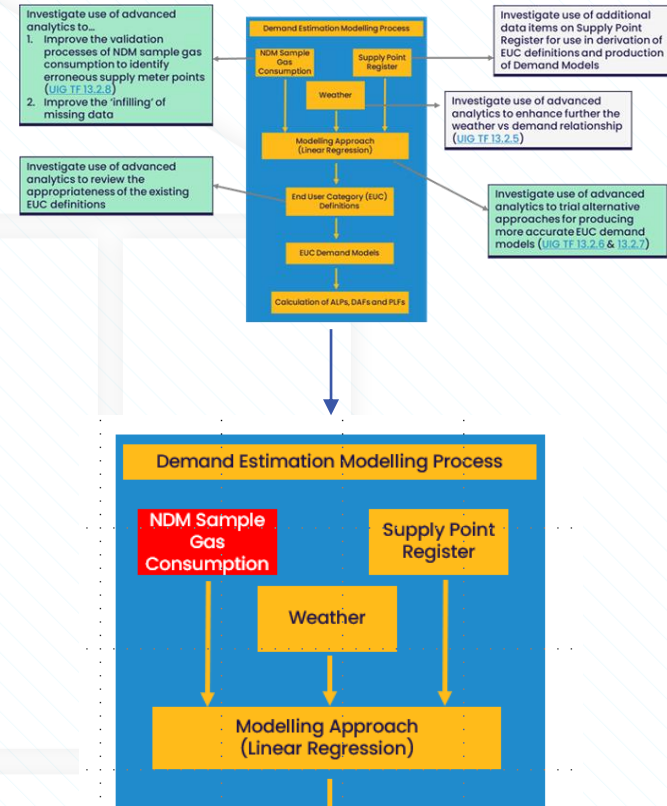 Investigate use of advanced
analytics to...
1. Improve the validation
processes of NDM sample gas
consumption to identify
erroneous supply meter points
(UIG TF 13.2.8)
2. Improve the 'infilling' of
missing data
Demand Estimation Modelling Process
NDM Sample
Gas
Consumption
Supply Point
Register
Weather
Modelling Approach
(Linear Regression)
End User Category (EUC)
Definitions
EUC Demand Models
Calculation of ALPs, DAFs and PLFs
Investigate use of additional
data items on Supply Point
Register for use in derivation of
EUC definitions and production
of Demand Models
Investigate use of advanced
analytics to enhance further the
weather vs demand relationship
(UIG TF 13.2.5)
Investigate use of advanced
analytics to review the
appropriateness of the existing
EUC definitions
Investigate use of advanced
analytics to trial alternative
approaches for producing
more accurate EUC demand
models (UIG TF 13.2.6 & 13.2.7)
Demand Estimation Modelling Process
NDM Sample
Gas
Consumption
Supply Point
Register
Weather
Modelling Approach
(Linear Regression)